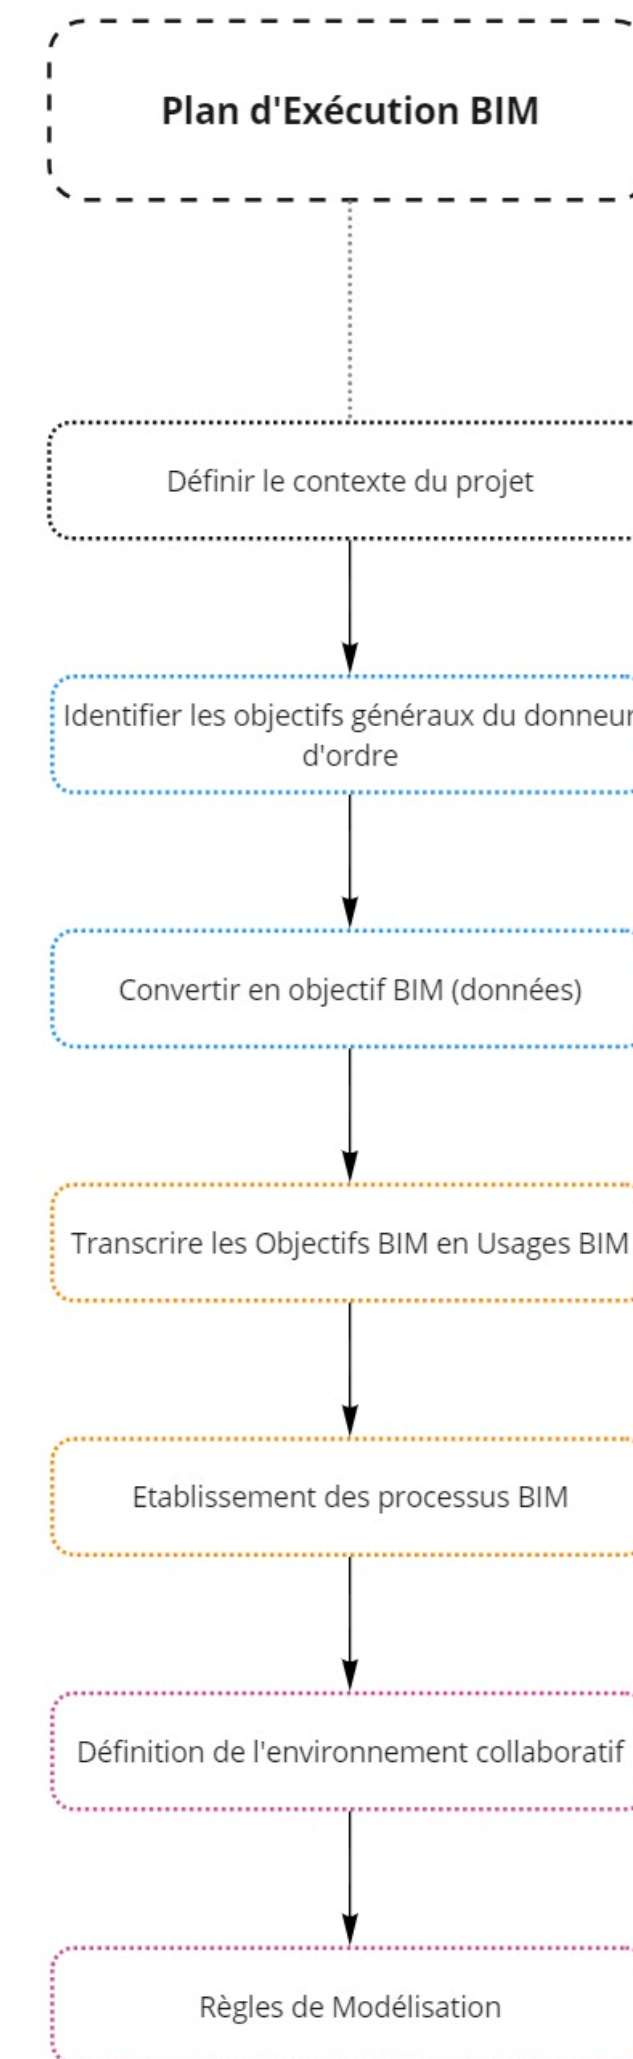 Plan d'Exécution BIM
Définir le contexte du projet
Identifier les objectifs généraux du donneur
d'ordre
Convertir en objectif BIM (données)
Transcrire les Objectifs BIM en Usages BIM
Etablissement des processus BIM
Définition de l'environnement collaboratif
Règles de Modélisation